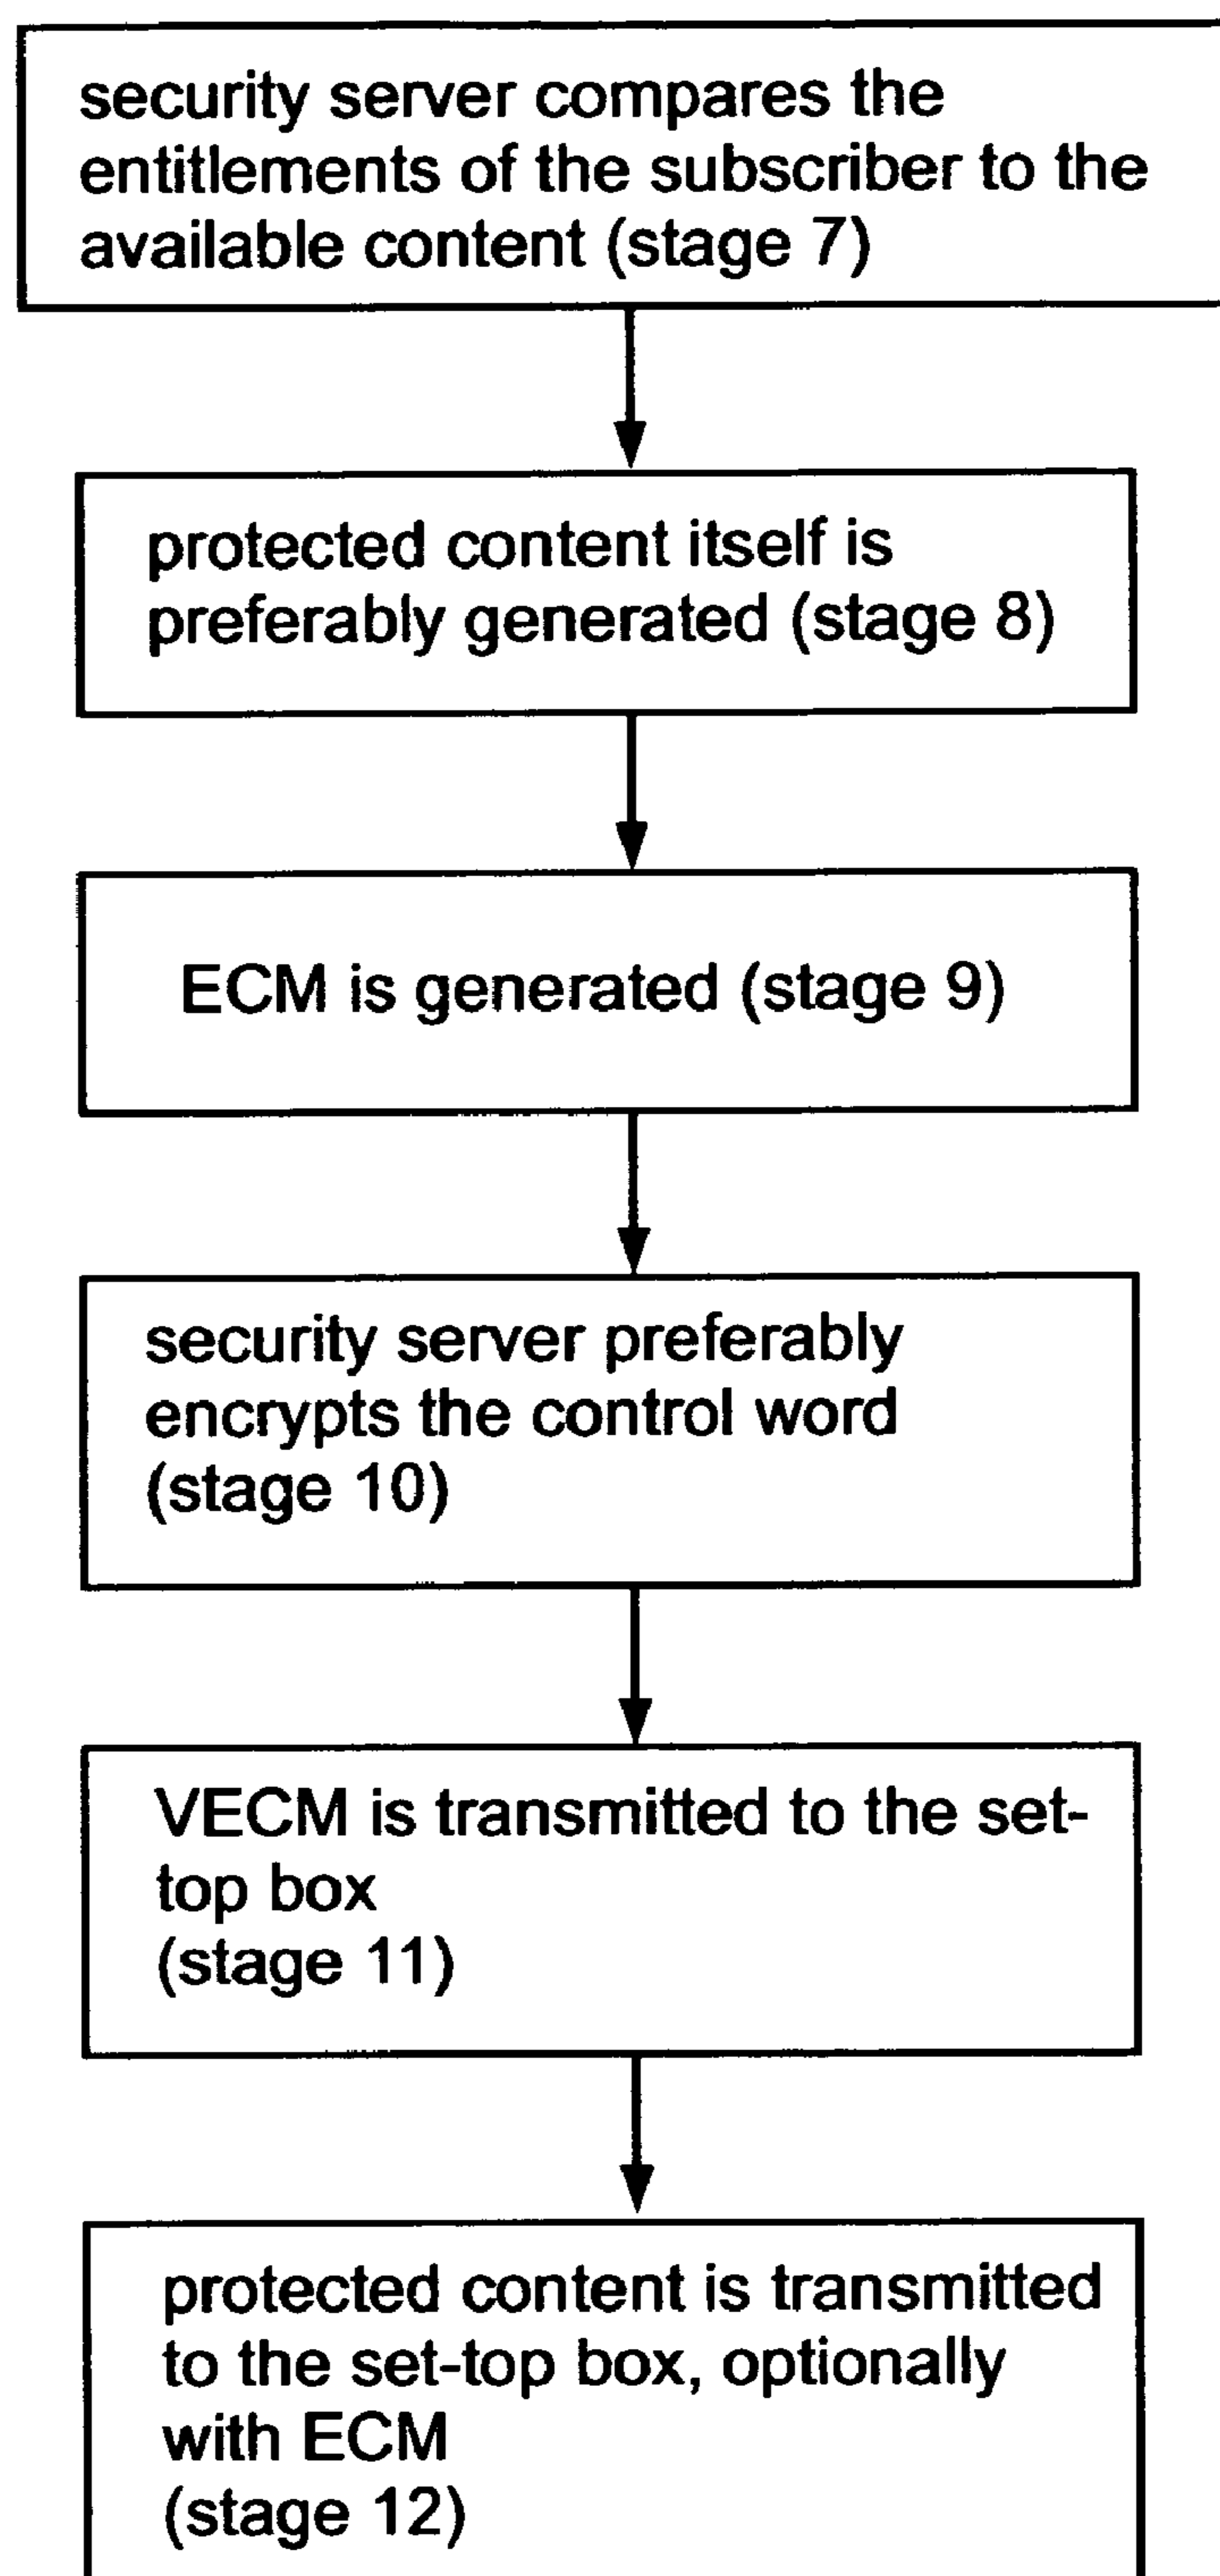 security server compares the
entitlements of the subscriber to the
available content (stage 7)
protected content itself is
preferably generated (stage 8)
ECM is generated (stage 9)
security server preferably
encrypts the control word
(stage 10)
VECM is transmitted to the set-
top box
(stage 11)
protected content is transmitted
to the set-top box, optionally
with ECM
(stage 12)